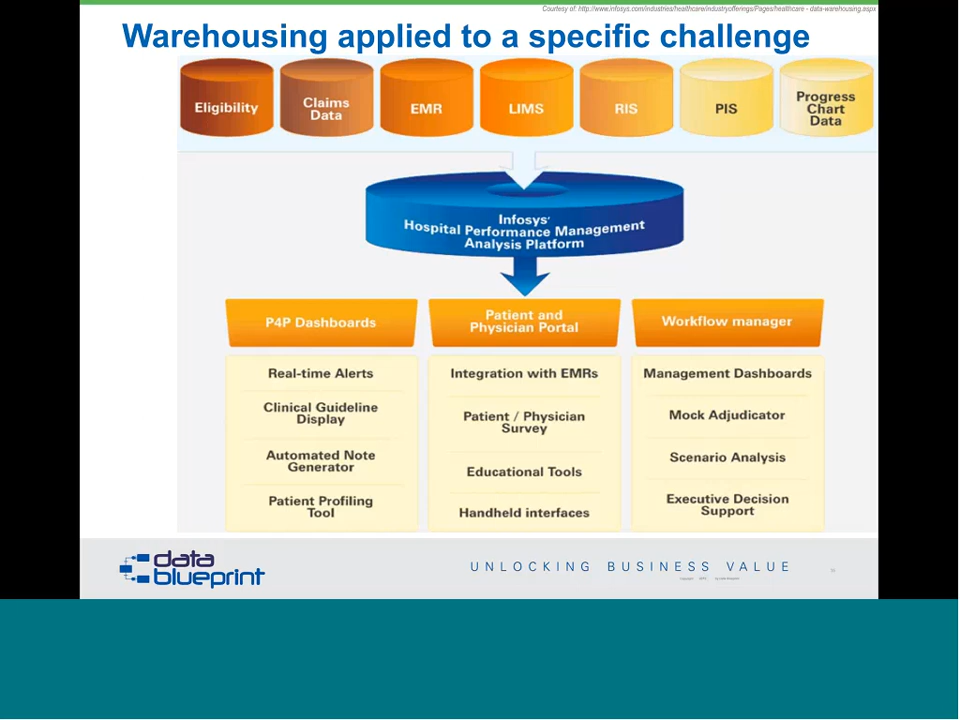 Courtesy of: http://www.infosys.com/industries/healthcare/industryofferings/Pages/healthcare - data-warehousing.aspx
Warehousing applied to a specific challenge
Eligibility
Claims
Data
EMR
LIMS
RIS
PIS
Progress
Chart
Data
Infosys'
Hospital Performance Management
Analysis Platform
P4P Dashboards
Real-time Alerts
Clinical Guideline
Display
Automated Note
Generator
Patient Profiling
Tool
Patient and
Physician Portal
Integration with EMRs
Patient / Physician
Survey
Educational Tools
Handheld interfaces
Workflow manager
Management Dashboards
Mock Adjudicator
Scenario Analysis
Executive Decision
Support
data
blueprint
UNLOCKING BUSINESS VALUE